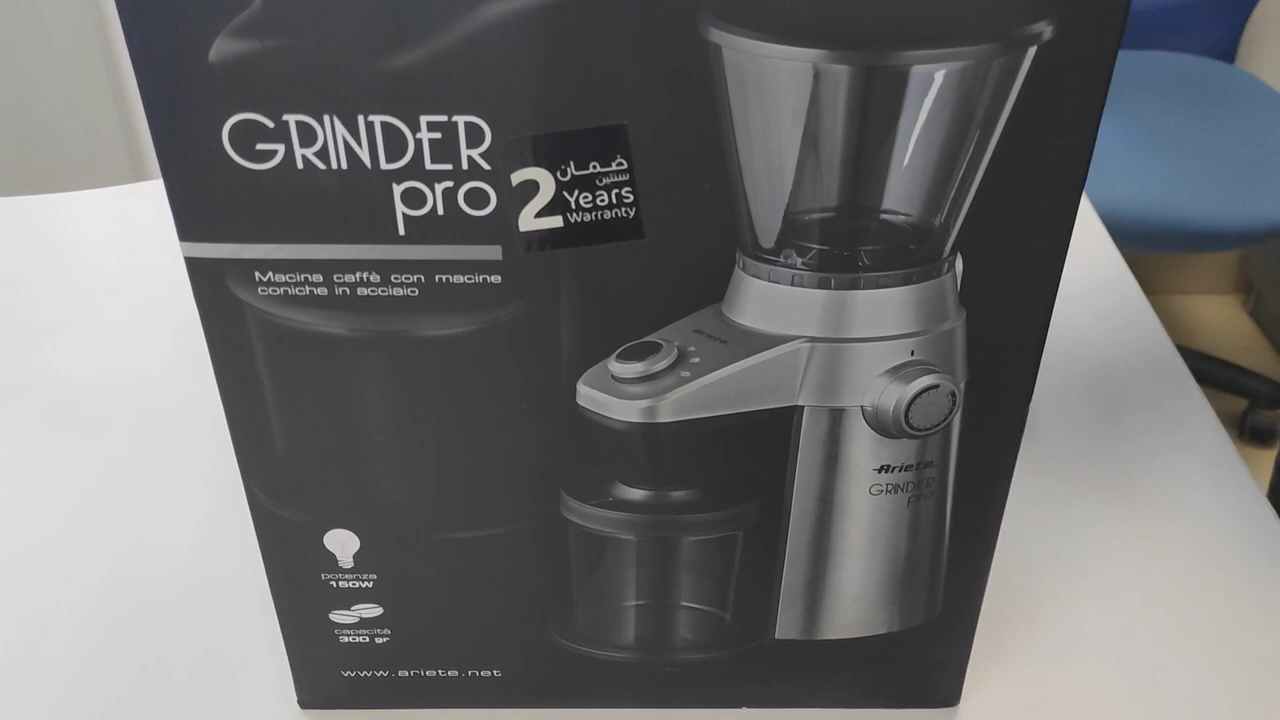 GRINDER
pro
2
ضمان
سنتين
Years
Warranty
Macina caffè con macine
coniche in acciaio
Ariete
Ariete
GRINDER
pro
potenza
150W
capacità
300 gr
www.ariete.net